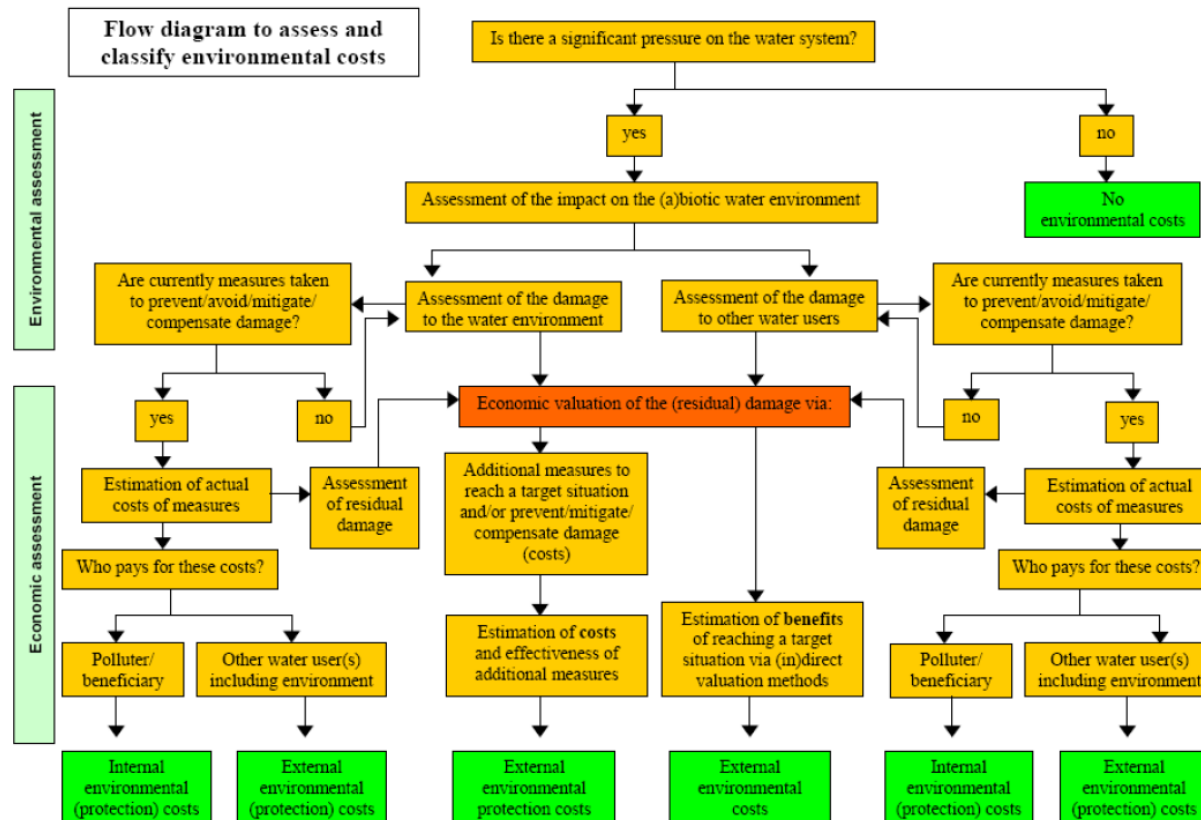 Flow diagram to assess and
classify environmental costs
Is there a significant pressure on the water system?
Environmental assessment
yes
no
Assessment of the impact on the (a)biotic water environment
No
environmental costs
Are currently measures taken
to prevent/avoid/mitigate/
compensate damage?
Assessment of the damage
to the water environment
Assessment of the damage
to other water users
Are currently measures taken
to prevent/avoid/mitigate/
compensate damage?
Economic assessment
yes
no
Economic valuation of the (residual) damage via:
no
yes
Estimation of actual
costs of measures
Assessment
of residual
damage
Additional measures to
reach a target situation
and/or prevent/mitigate/
compensate damage
(costs)
Assessment
of residual
damage
Estimation of actual
costs of measures
Who pays for these costs?
Who pays for these costs?
Polluter/
beneficiary
Other water user(s)
including environment
Estimation of costs
and effectiveness of
additional measures
Estimation of benefits
of reaching a target
situation via (in)direct
valuation methods
Polluter/
beneficiary
Other water user(s)
including environment
Internal
environmental
(protection) costs
External
environmental
(protection) costs
External
environmental
protection costs
External
environmental
costs
Internal
environmental
(protection) costs
External
environmental
(protection) costs